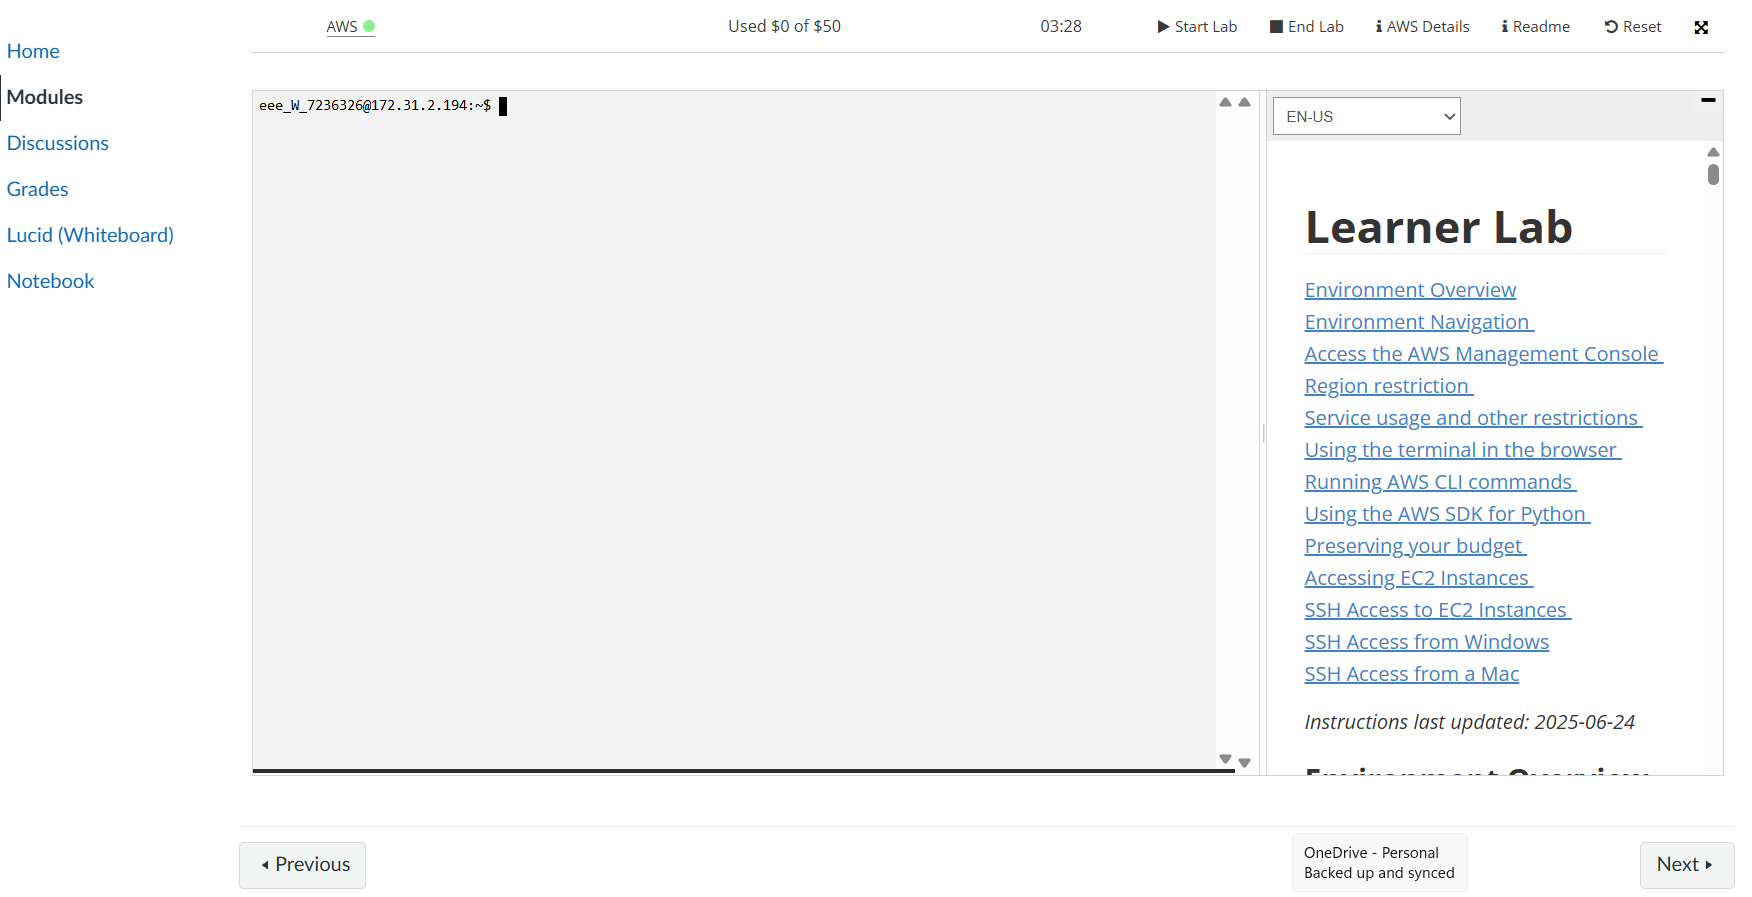 AWS
Used $0 of $50
03:28
Start Lab
End Lab
AWS Details
Readme
Reset
Home
Modules
Discussions
Grades
Lucid (Whiteboard)
Notebook
eee_W_7236326@172.31.2.194:~$
EN-US
Learner Lab
Environment Overview
Environment Navigation
Access the AWS Management Console
Region restriction
Service usage and other restrictions
Using the terminal in the browser
Running AWS CLI commands
Using the AWS SDK for Python
Preserving your budget
Accessing EC2 Instances
SSH Access to EC2 Instances
SSH Access from Windows
SSH Access from a Mac
Instructions last updated: 2025-06-24
Environment Overview
Previous
OneDrive - Personal
Backed up and synced
Next